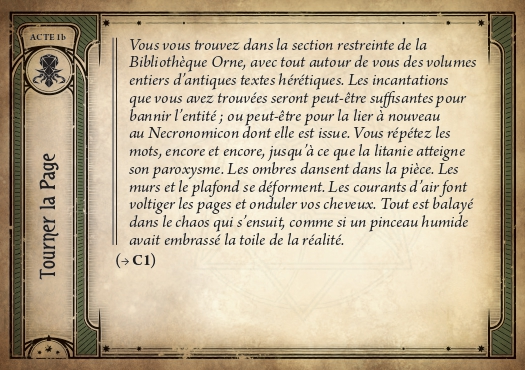 ACTE 1b
Tourner la Page
Vous vous trouvez dans la section restreinte de la
Bibliothèque Orne, avec tout autour de vous des volumes
entiers d'antiques textes hérétiques. Les incantations
que vous avez trouvées seront peut-être suffisantes pour
bannir l'entité ; ou peut-être pour la lier à nouveau
au Necronomicon dont elle est issue. Vous répétez les
mots, encore et encore, jusqu'à ce que la litanie atteigne
son paroxysme. Les ombres dansent dans la pièce. Les
murs et le plafond se déforment. Les courants d'air font
voltiger les pages et onduler vos cheveux. Tout est balayé
dans le chaos qui s'ensuit, comme si un pinceau humide
avait embrassé la toile de la réalité.
(→ C1)